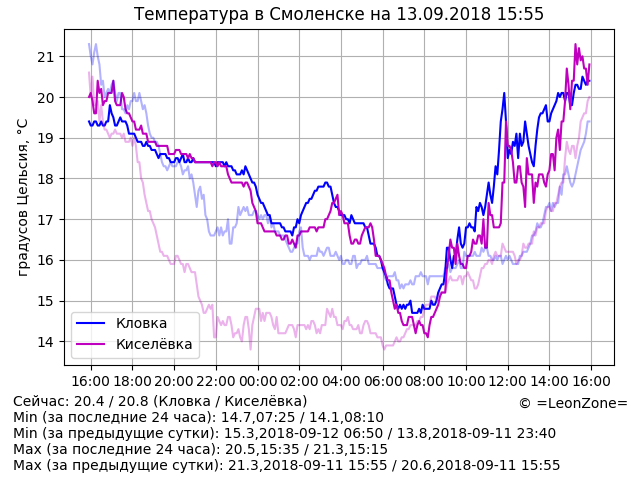 Температура в Смоленске на 13.09.2018 15:55
градусов Цельсия, °C
21
20
19
18
17
16
15
14
Кловка
Киселёвка
16:00 18:00 20:00 22:00 00:00 02:00 04:00 06:00 08:00 10:00 12:00 14:00 16:00
Сейчас: 20.4 / 20.8 (Кловка / Киселёвка)
© =LeonZone=
Min (за последние 24 часа): 14.7,07:25 / 14.1,08:10
Min (за предыдущие сутки): 15.3,2018-09-12 06:50 / 13.8,2018-09-11 23:40
Max (за последние 24 часа): 20.5,15:35 / 21.3,15:15
Max (за предыдущие сутки): 21.3,2018-09-11 15:55 / 20.6,2018-09-11 15:55